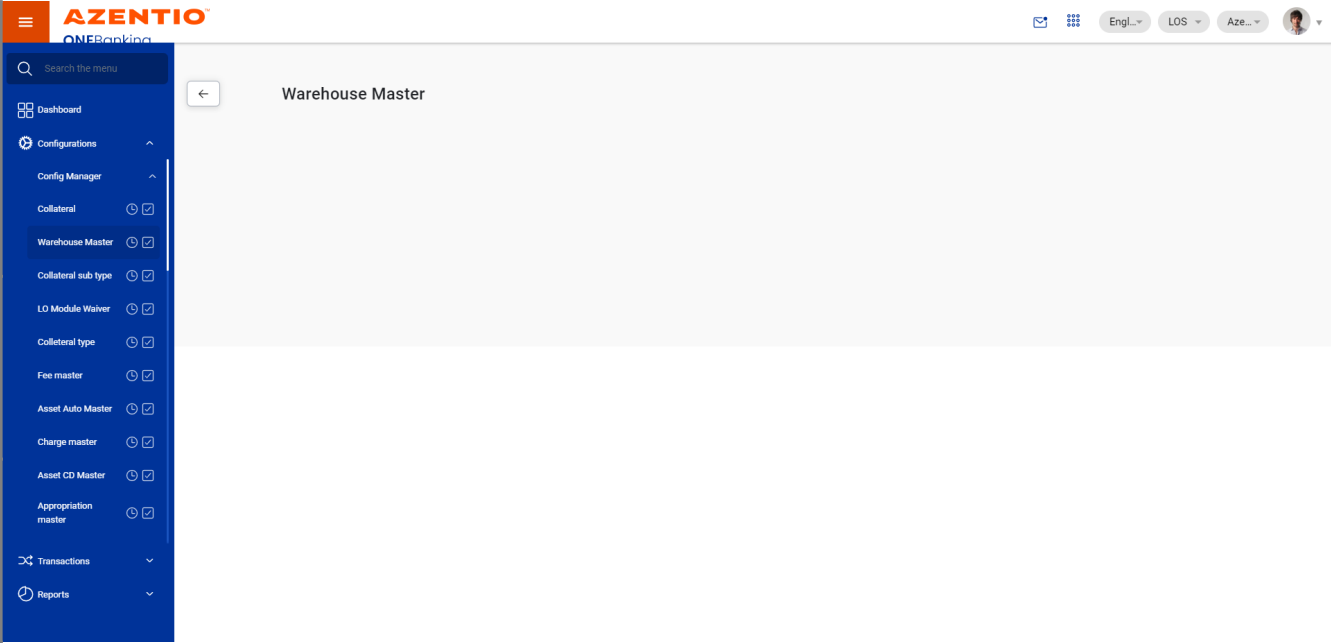 AZENTIO™
ONEBanking
Engl...
LOS
Aze...
Search the menu
Dashboard
Configurations
Config Manager
Collateral
Warehouse Master
Collateral sub type
LO Module Waiver
Colleteral type
Fee master
Asset Auto Master
Charge master
Asset CD Master
Appropriation
master
Transactions
Reports
Warehouse Master